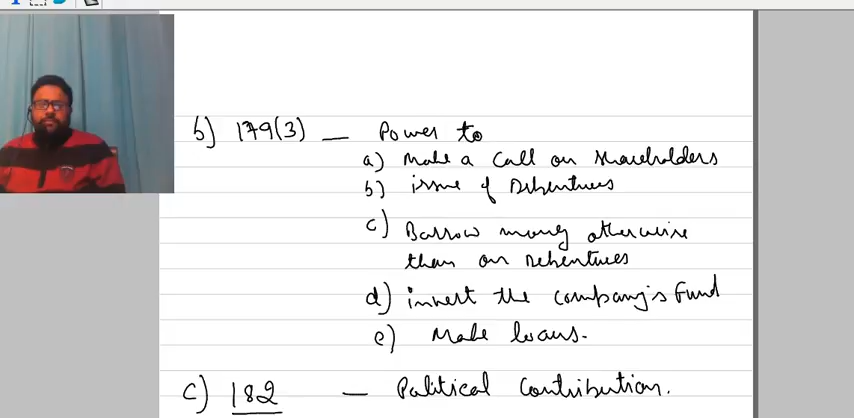 b) 179(3) — Power to
a) Make a call on shareholders
b) issue of Debentures
c) Borrow money otherwise
than on Debentures
d) invest the company's Fund
e) Make loans.
c) 182 — Political Contribution.